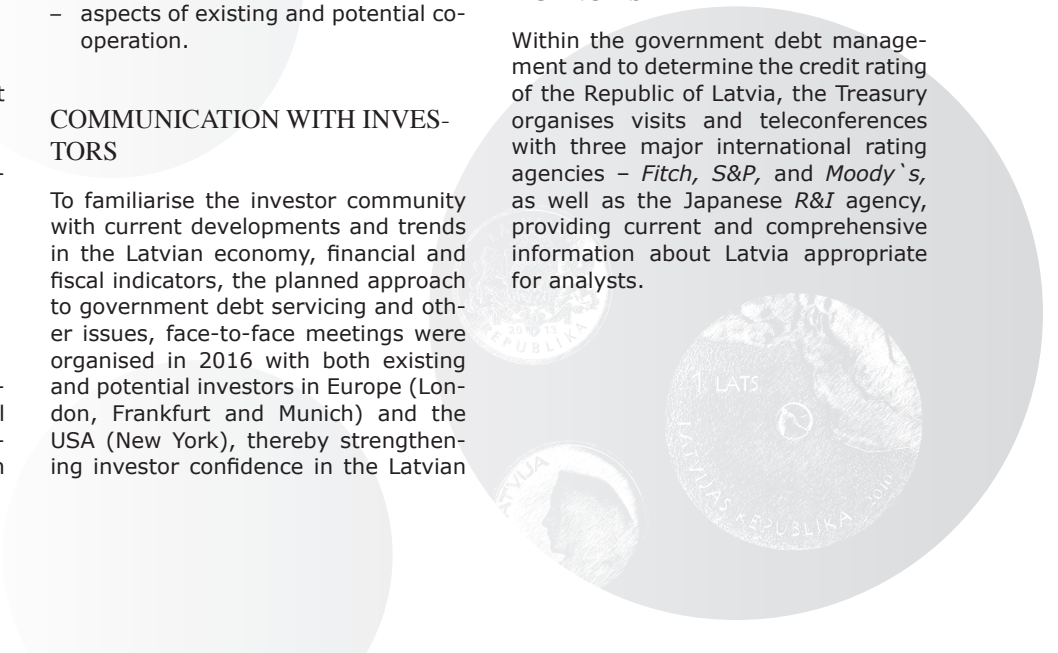 – aspects of existing and potential co-
operation.
COMMUNICATION WITH INVES-
TORS
To familiarise the investor community
with current developments and trends
in the Latvian economy, financial and
fiscal indicators, the planned approach
to government debt servicing and oth-
er issues, face-to-face meetings were
organised in 2016 with both existing
and potential investors in Europe (Lon-
don, Frankfurt and Munich) and the
USA (New York), thereby strengthen-
ing investor confidence in the Latvian
Within the government debt manage-
ment and to determine the credit rating
of the Republic of Latvia, the Treasury
organises visits and teleconferences
with three major international rating
agencies – Fitch, S&P, and Moody`s,
as well as the Japanese R&I agency,
providing current and comprehensive
information about Latvia appropriate
for analysts.
20 13
REPUBLIKA
1 LATS
LATVIJAS REPUBLIKA 2010